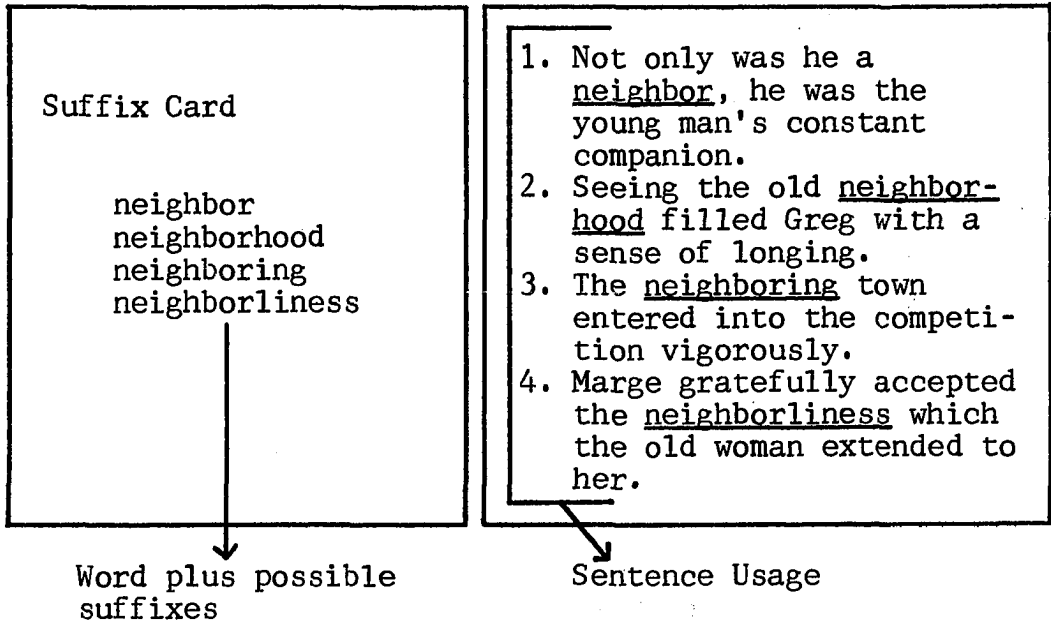 Suffix Card
neighbor
neighborhood
neighboring
neighborliness
Word plus possible
suffixes
1. Not only was he a
neighbor, he was the
young man's constant
companion.
2. Seeing the old neighbor-
hood filled Greg with a
sense of longing.
3. The neighboring town
entered into the competi-
tion vigorously.
4. Marge gratefully accepted
the neighborliness which
the old woman extended to
her.
Sentence Usage